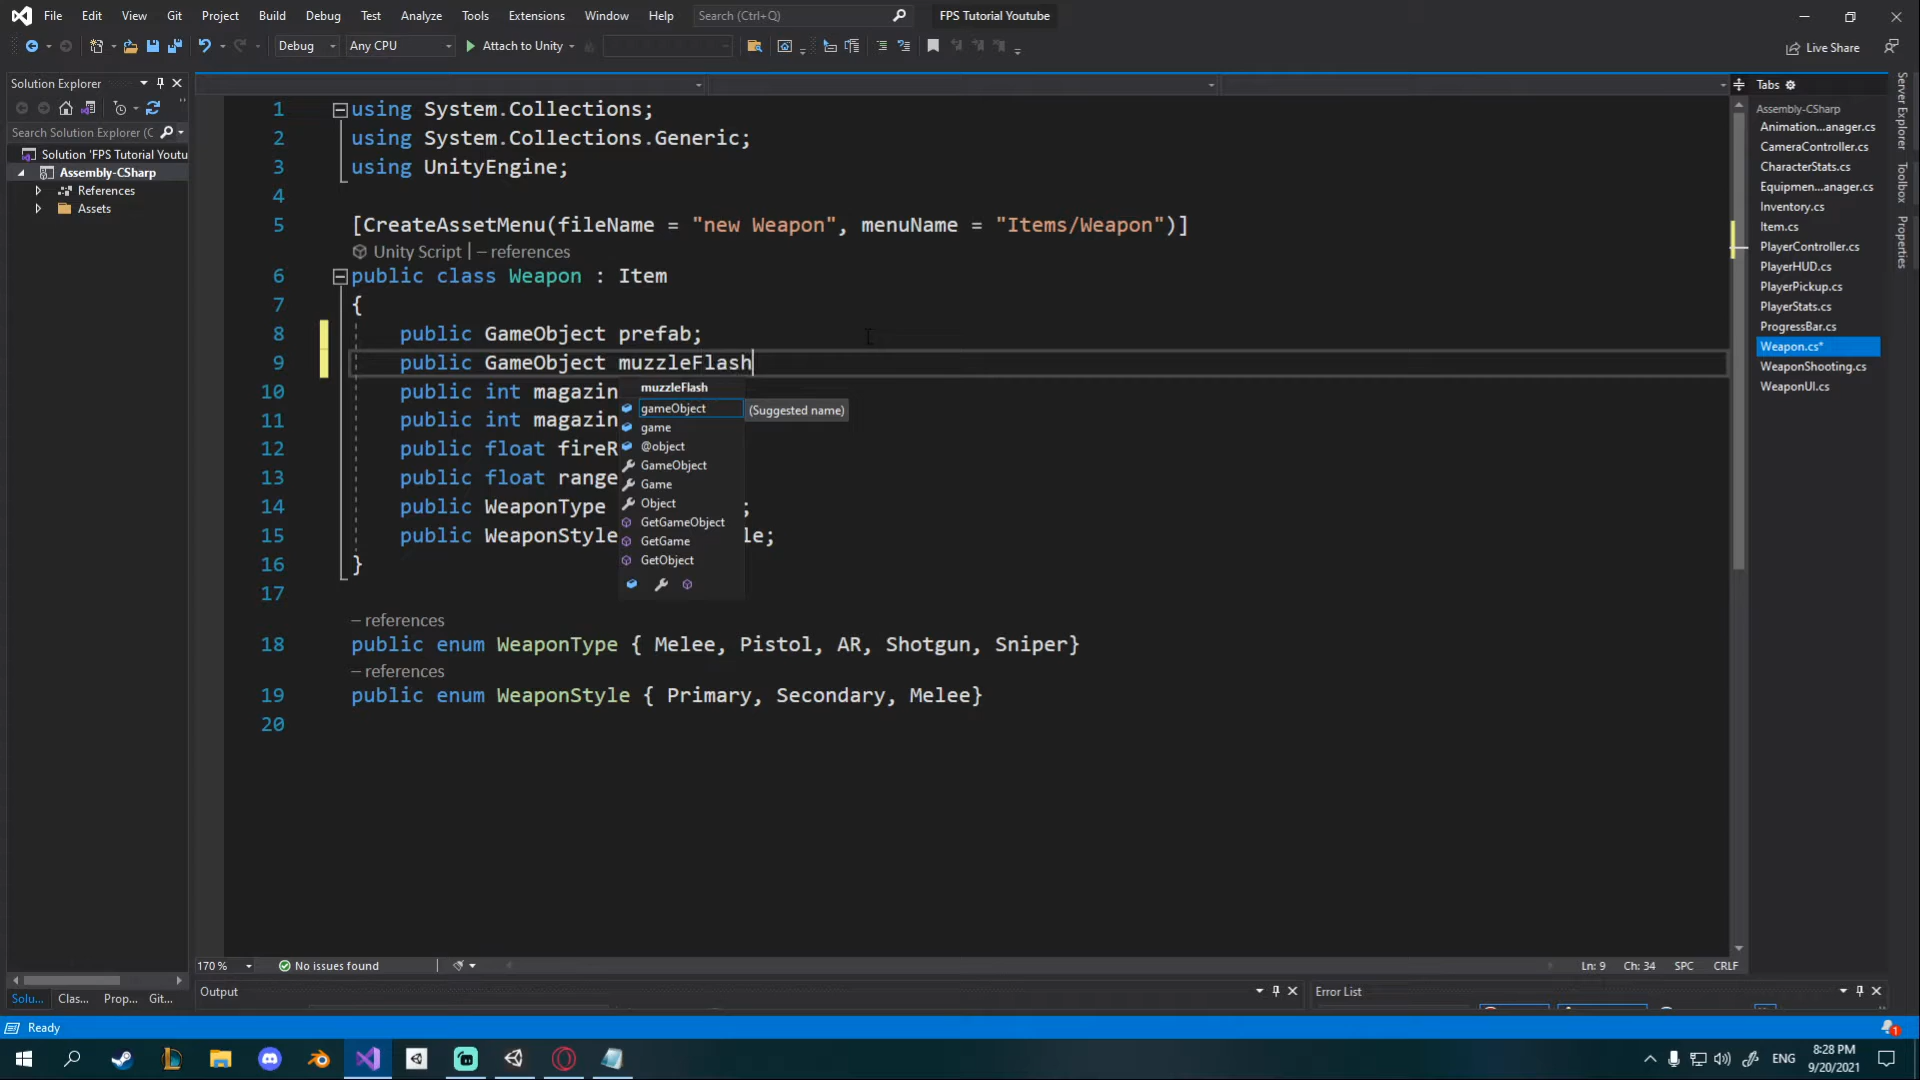 File Edit View Git Project Build Debug Test Analyze Tools Extensions Window Help Search (Ctrl+Q) FPS Tutorial Youtube
Debug Any CPU Attach to Unity Live Share
Solution Explorer
Search Solution Explorer (C
Solution 'FPS Tutorial Youtu
Assembly-CSharp
References
Assets
1 using System.Collections;
2 using System.Collections.Generic;
3 using UnityEngine;
4
5 [CreateAssetMenu(fileName = "new Weapon", menuName = "Items/Weapon")]
Unity Script | – references
6 public class Weapon : Item
7 {
8 public GameObject prefab;
9 public GameObject muzzleFlash
10 public int magazin
11 public int magazin
12 public float fireR
13 public float range
14 public WeaponType ;
15 public WeaponStyle le;
16 }
17
– references
18 public enum WeaponType { Melee, Pistol, AR, Shotgun, Sniper}
– references
19 public enum WeaponStyle { Primary, Secondary, Melee}
20
muzzleFlash
gameObject (Suggested name)
game
@object
GameObject
Game
Object
GetGameObject
GetGame
GetObject
Tabs
Assembly-CSharp
Animation...anager.cs
CameraController.cs
CharacterStats.cs
Equipmen...anager.cs
Inventory.cs
Item.cs
PlayerController.cs
PlayerHUD.cs
PlayerPickup.cs
PlayerStats.cs
ProgressBar.cs
Weapon.cs*
WeaponShooting.cs
WeaponUI.cs
Server Explorer
Toolbox
Properties
170 % No issues found Ln: 9 Ch: 34 SPC CRLF
Solu... Clas... Prop... Git...
Output
Error List
Ready 1
ENG 8:28 PM
9/20/2021